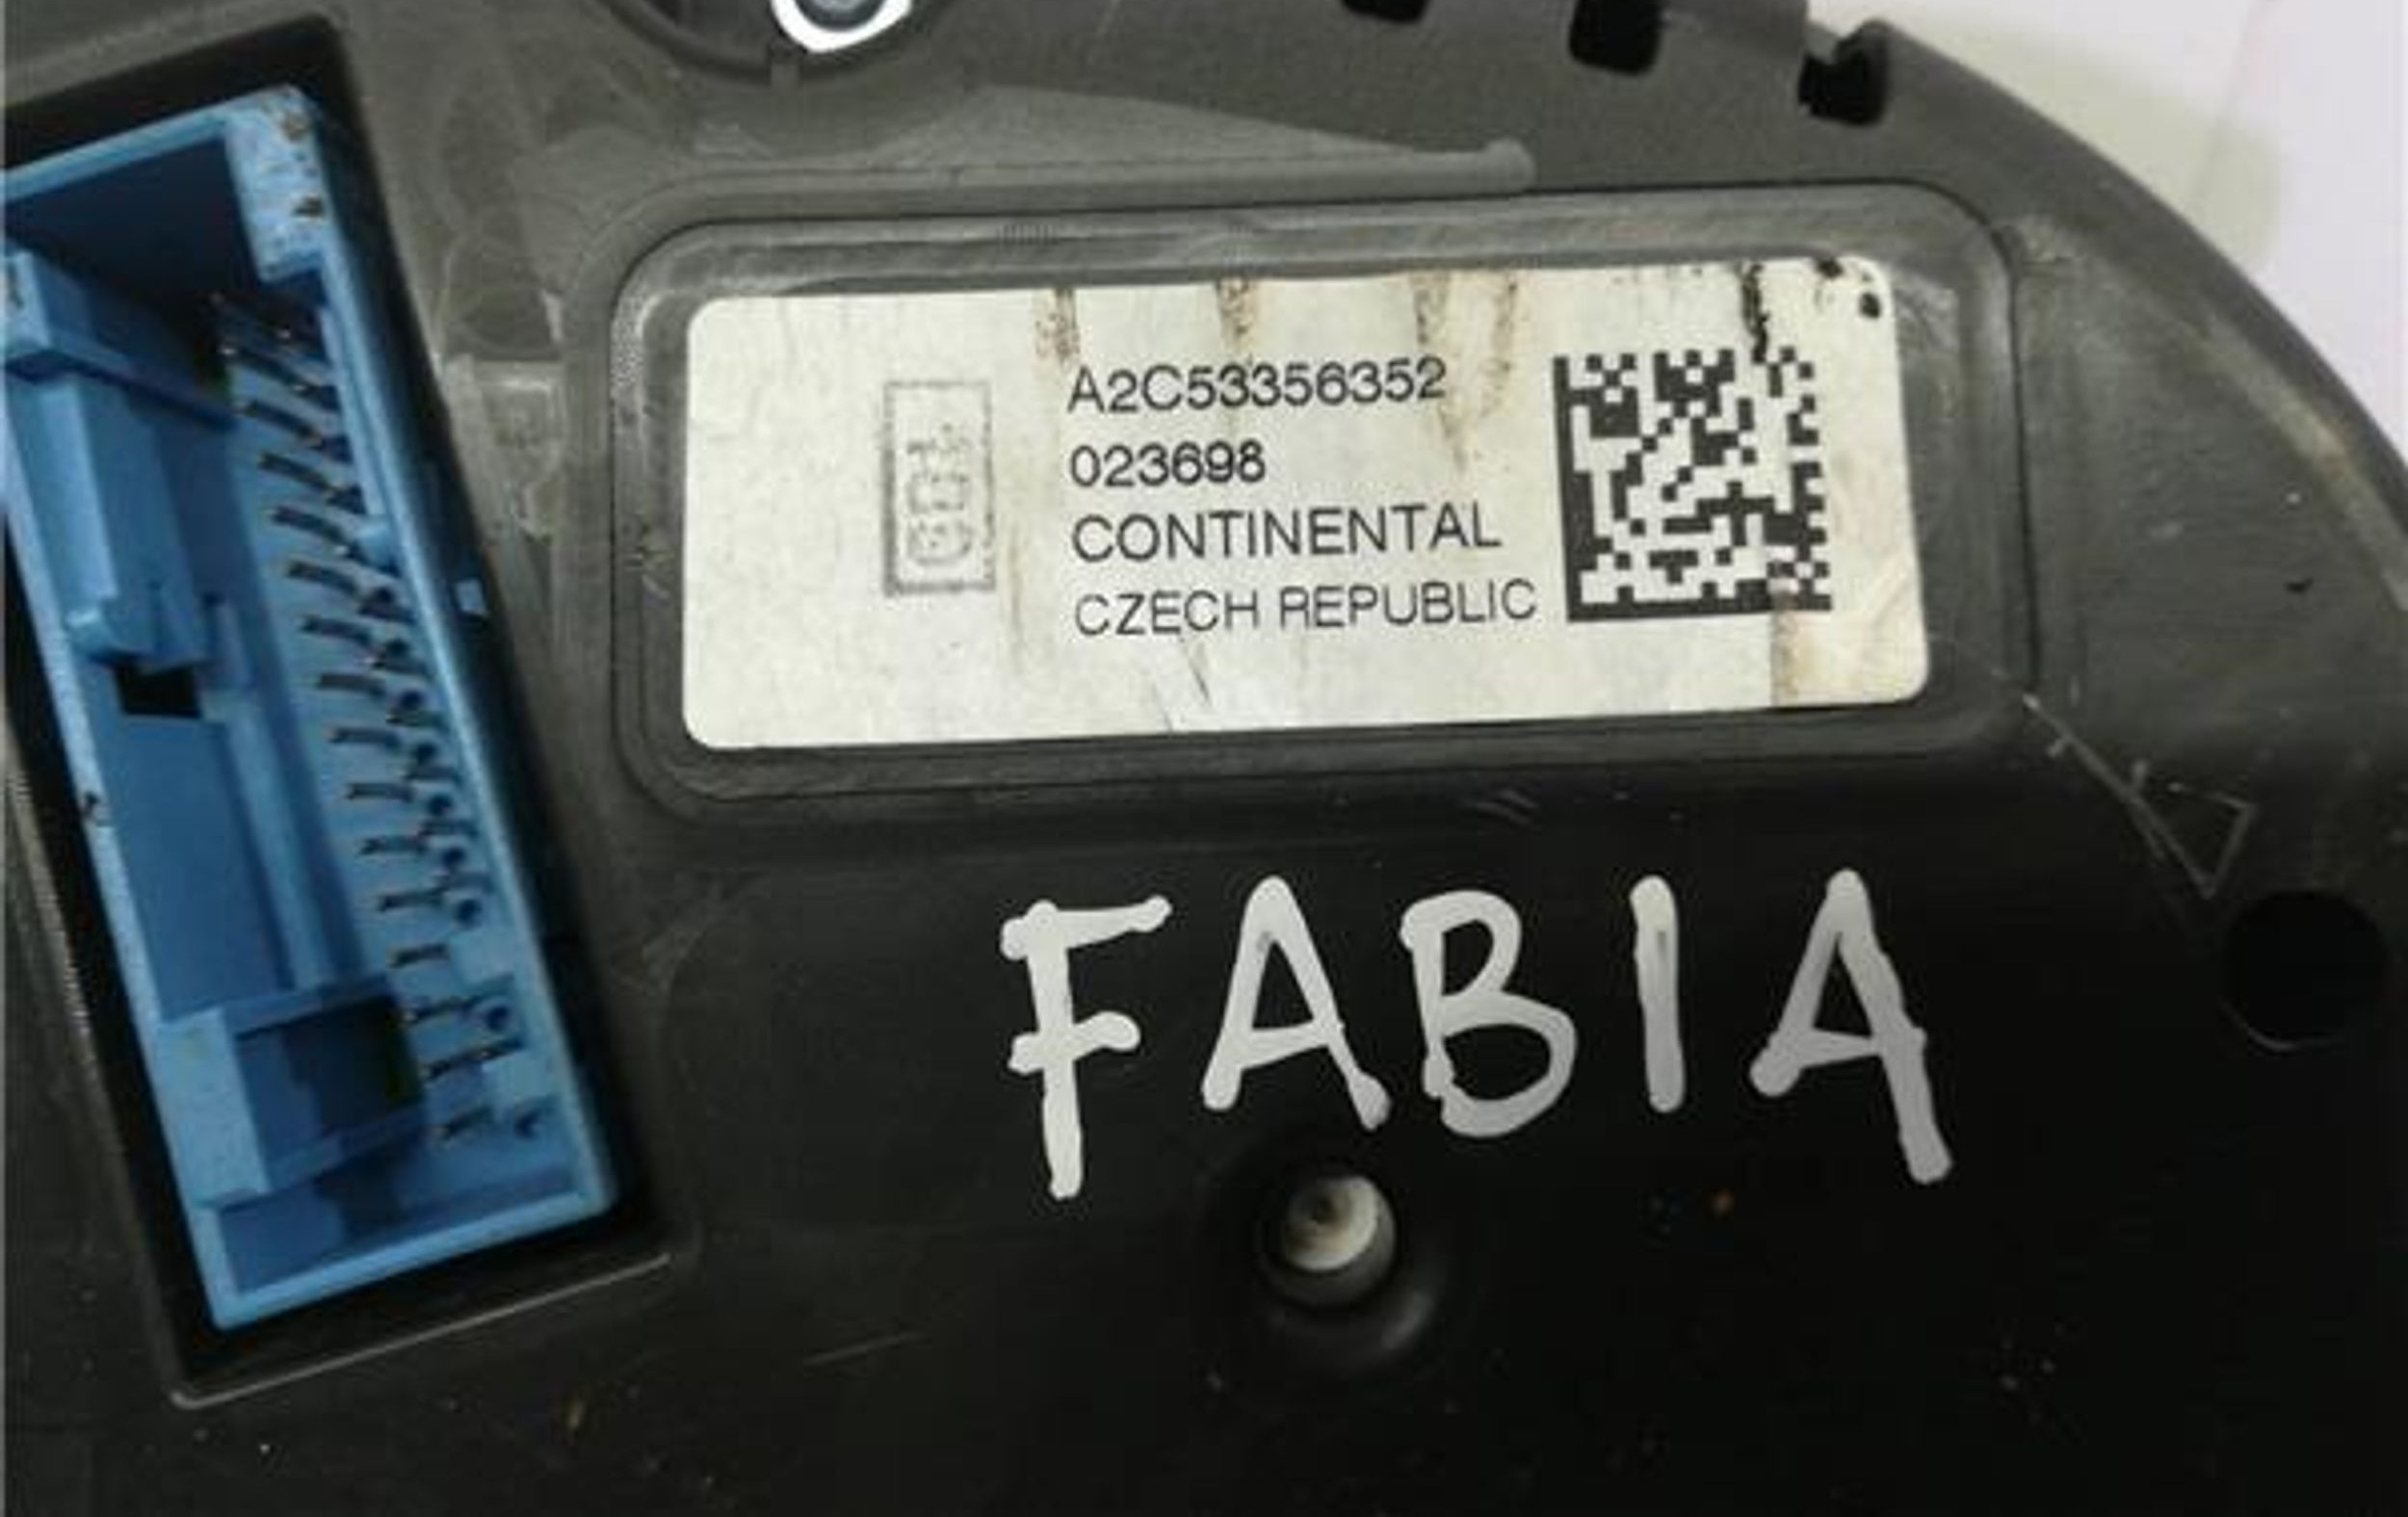 A2C53356352
023698
CONTINENTAL
CZECH REPUBLIC
FABIA